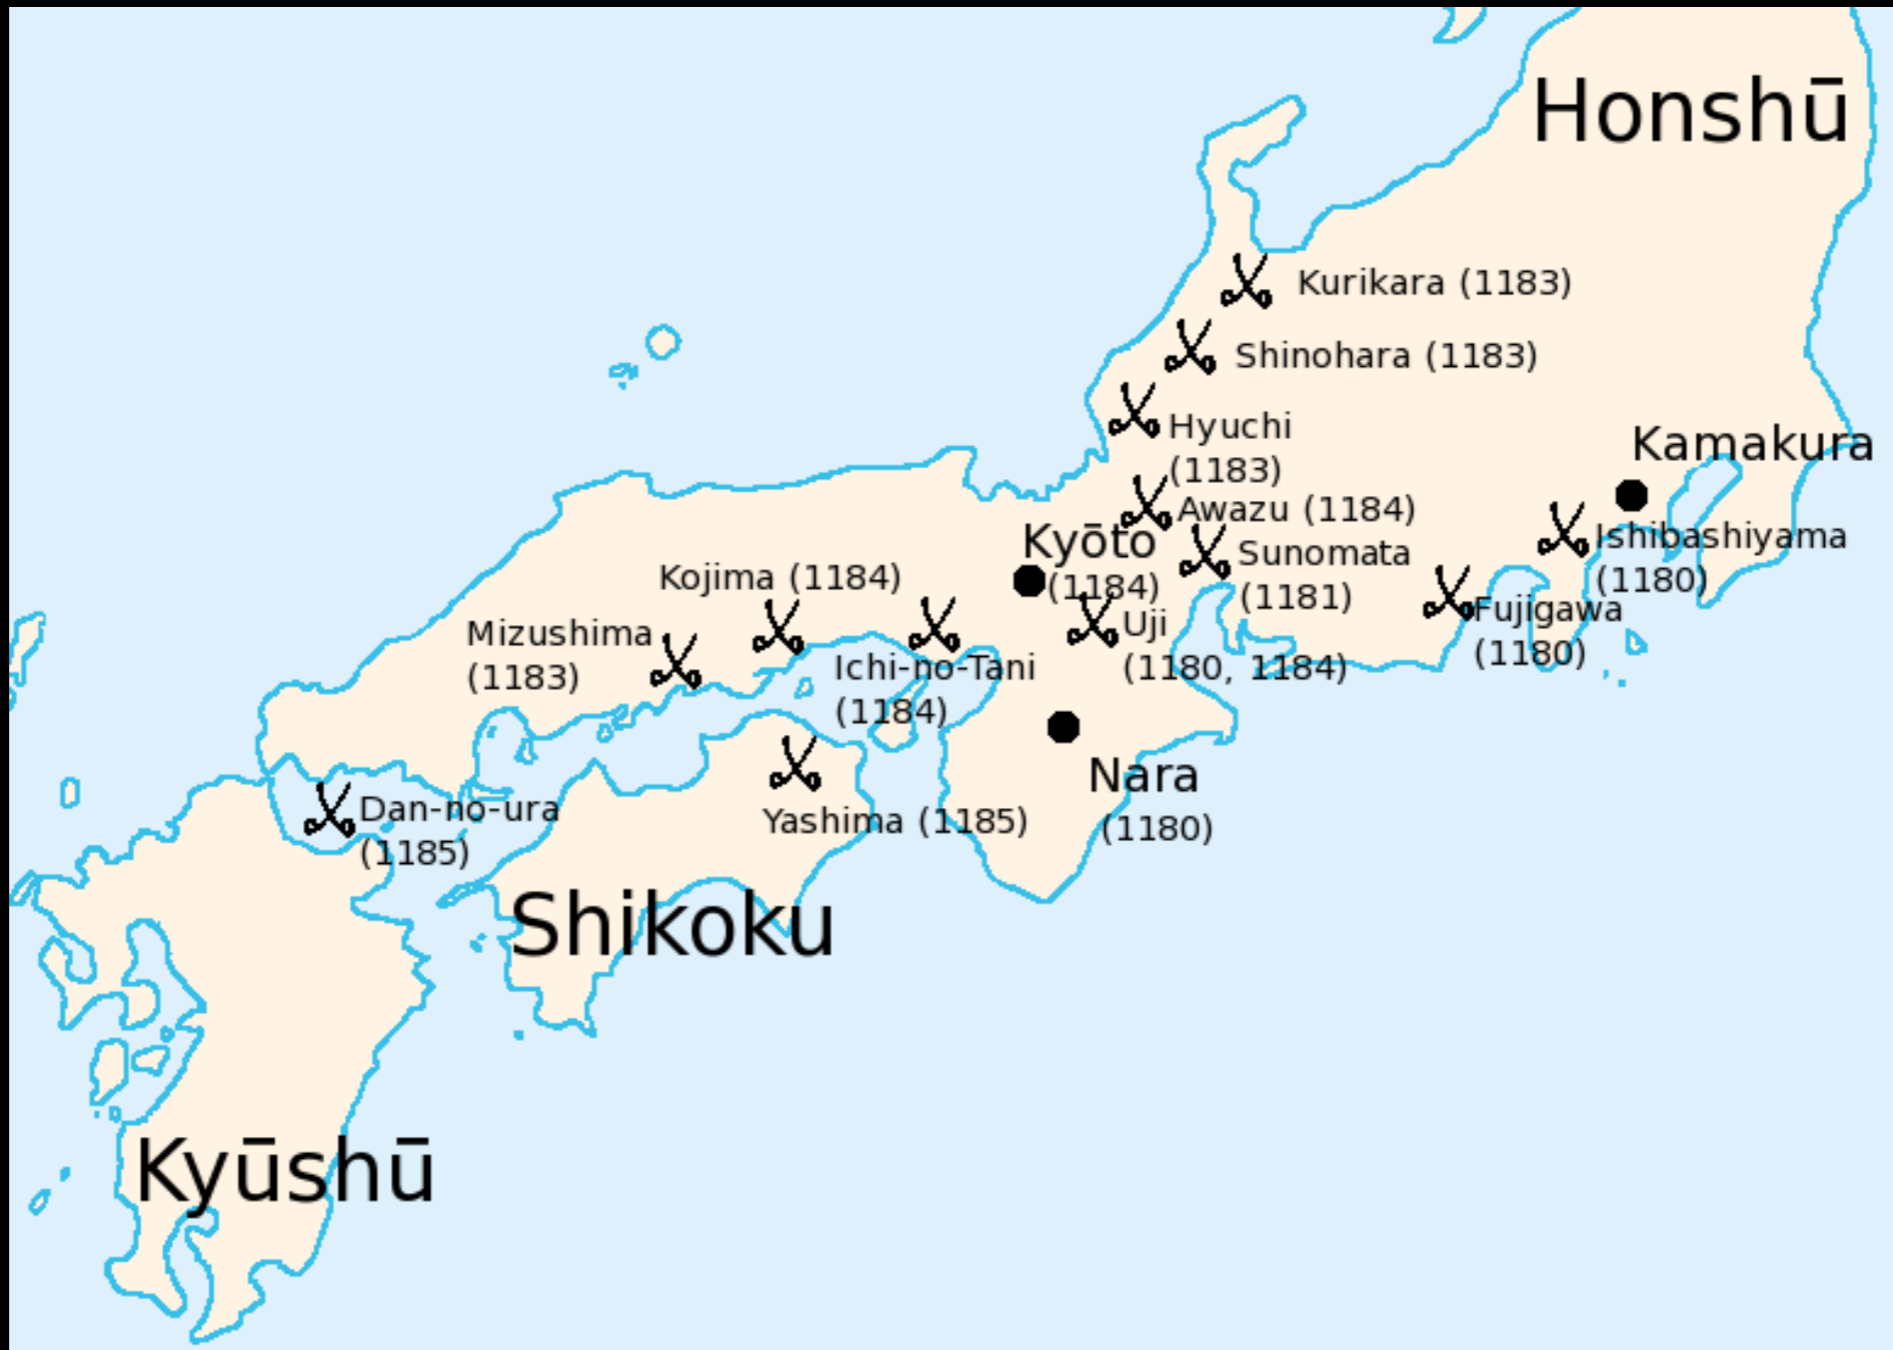 Honshū
Kurikara (1183)
Shinohara (1183)
Hyuchi
(1183)
Kamakura
Awazu (1184)
Kyōto
(1184)
Ishibashiyama
(1180)
Sunomata
(1181)
Kojima (1184)
Fujigawa
(1180)
Uji
(1180, 1184)
Mizushima
(1183)
Ichi-no-Tani
(1184)
Nara
(1180)
Dan-no-ura
(1185)
Yashima (1185)
Shikoku
Kyūshū